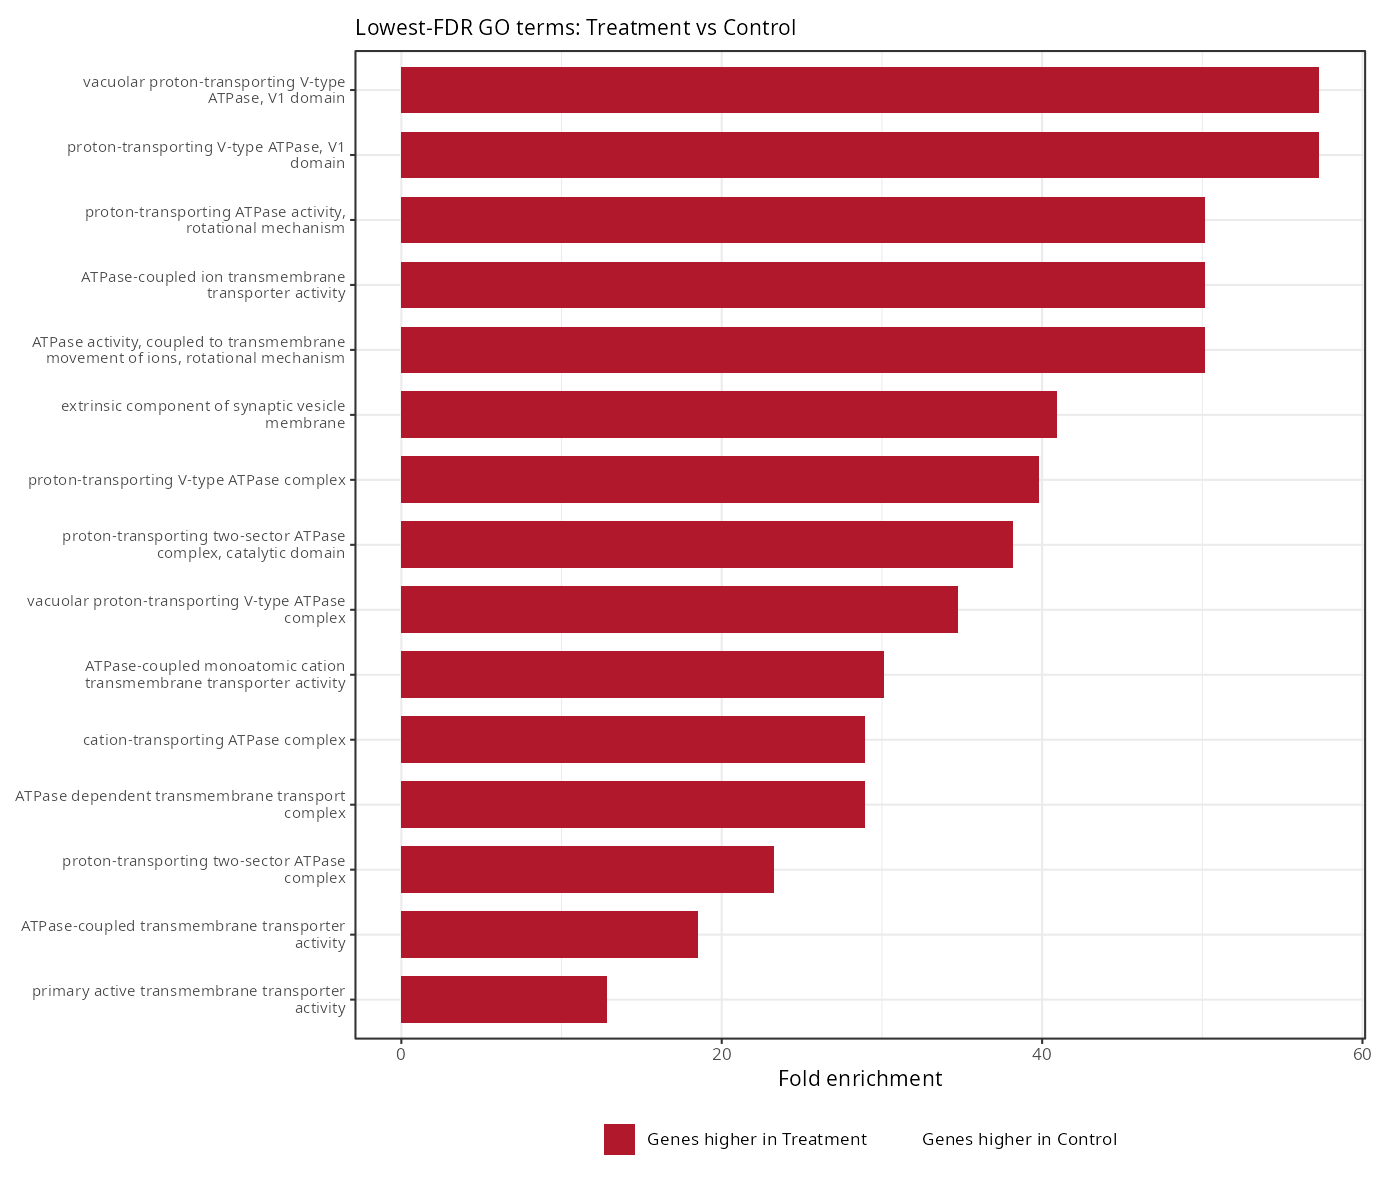 Lowest-FDR GO terms: Treatment vs Control
vacuolar proton-transporting V-type
ATPase, V1 domain
proton-transporting V-type ATPase, V1
domain
proton-transporting ATPase activity,
rotational mechanism
ATPase-coupled ion transmembrane
transporter activity
ATPase activity, coupled to transmembrane
movement of ions, rotational mechanism
extrinsic component of synaptic vesicle
membrane
proton-transporting V-type ATPase complex
proton-transporting two-sector ATPase
complex, catalytic domain
vacuolar proton-transporting V-type ATPase
complex
ATPase-coupled monoatomic cation
transmembrane transporter activity
cation-transporting ATPase complex
ATPase dependent transmembrane transport
complex
proton-transporting two-sector ATPase
complex
ATPase-coupled transmembrane transporter
activity
primary active transmembrane transporter
activity
0 20 40 60
Fold enrichment
Genes higher in Treatment Genes higher in Control